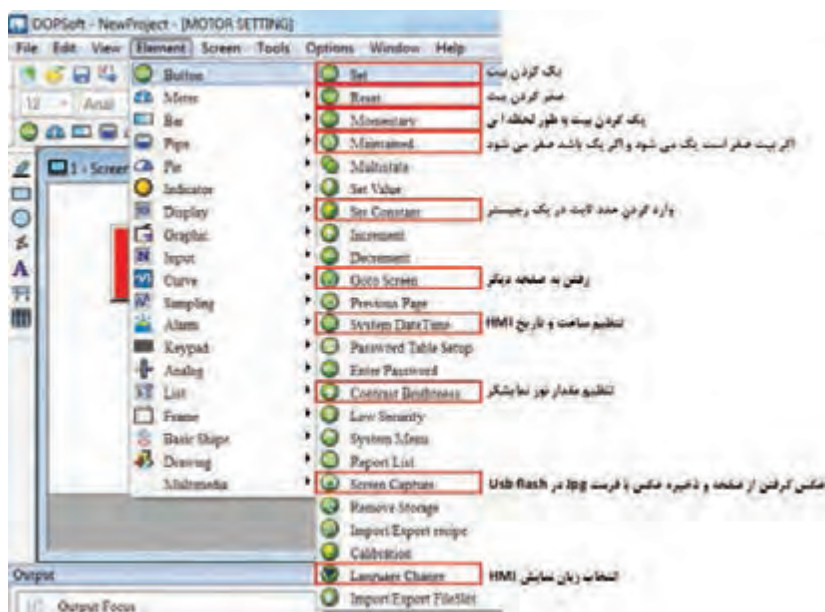 DOPSoft - NewProject - [MOTOR SETTING]
File Edit View Element Screen Tools Options Window Help
12 Arial
1 - Screen
Button
Meter
Bar
Pipe
Pie
Indicator
Display
Graphic
Input
Curve
Sampling
Alarm
Keypad
Analog
List
Frame
Basic Shape
Drawing
Multimedia
Set یک کردن بیت
Reset صفر کردن بیت
Momentary یک کردن بیت به طور لحظه ای
Maintained اگر بیت صفر است یک می شود و اگر یک باشد صفر می شود
Multistate
Set Value
Set Constant وارد کردن عدد ثابت در یک رجیستر
Increment
Decrement
Goto Screen رفتن به صفحه دیگر
Previous Page
System DateTime تنظیم ساعت و تاریخ HMI
Password Table Setup
Enter Password
Contrast Brightness تنظیم مقدار نور نمایشگر
Low Security
System Menu
Report List
Screen Capture عکس گرفتن از صفحه و ذخیره عکس با فرمت Jpg در Usb flash
Remove Storage
Import/Export recipe
Calibration
Language Change انتخاب زبان نمایش HMI
Import/Export FileSlot
Output
Output Focus